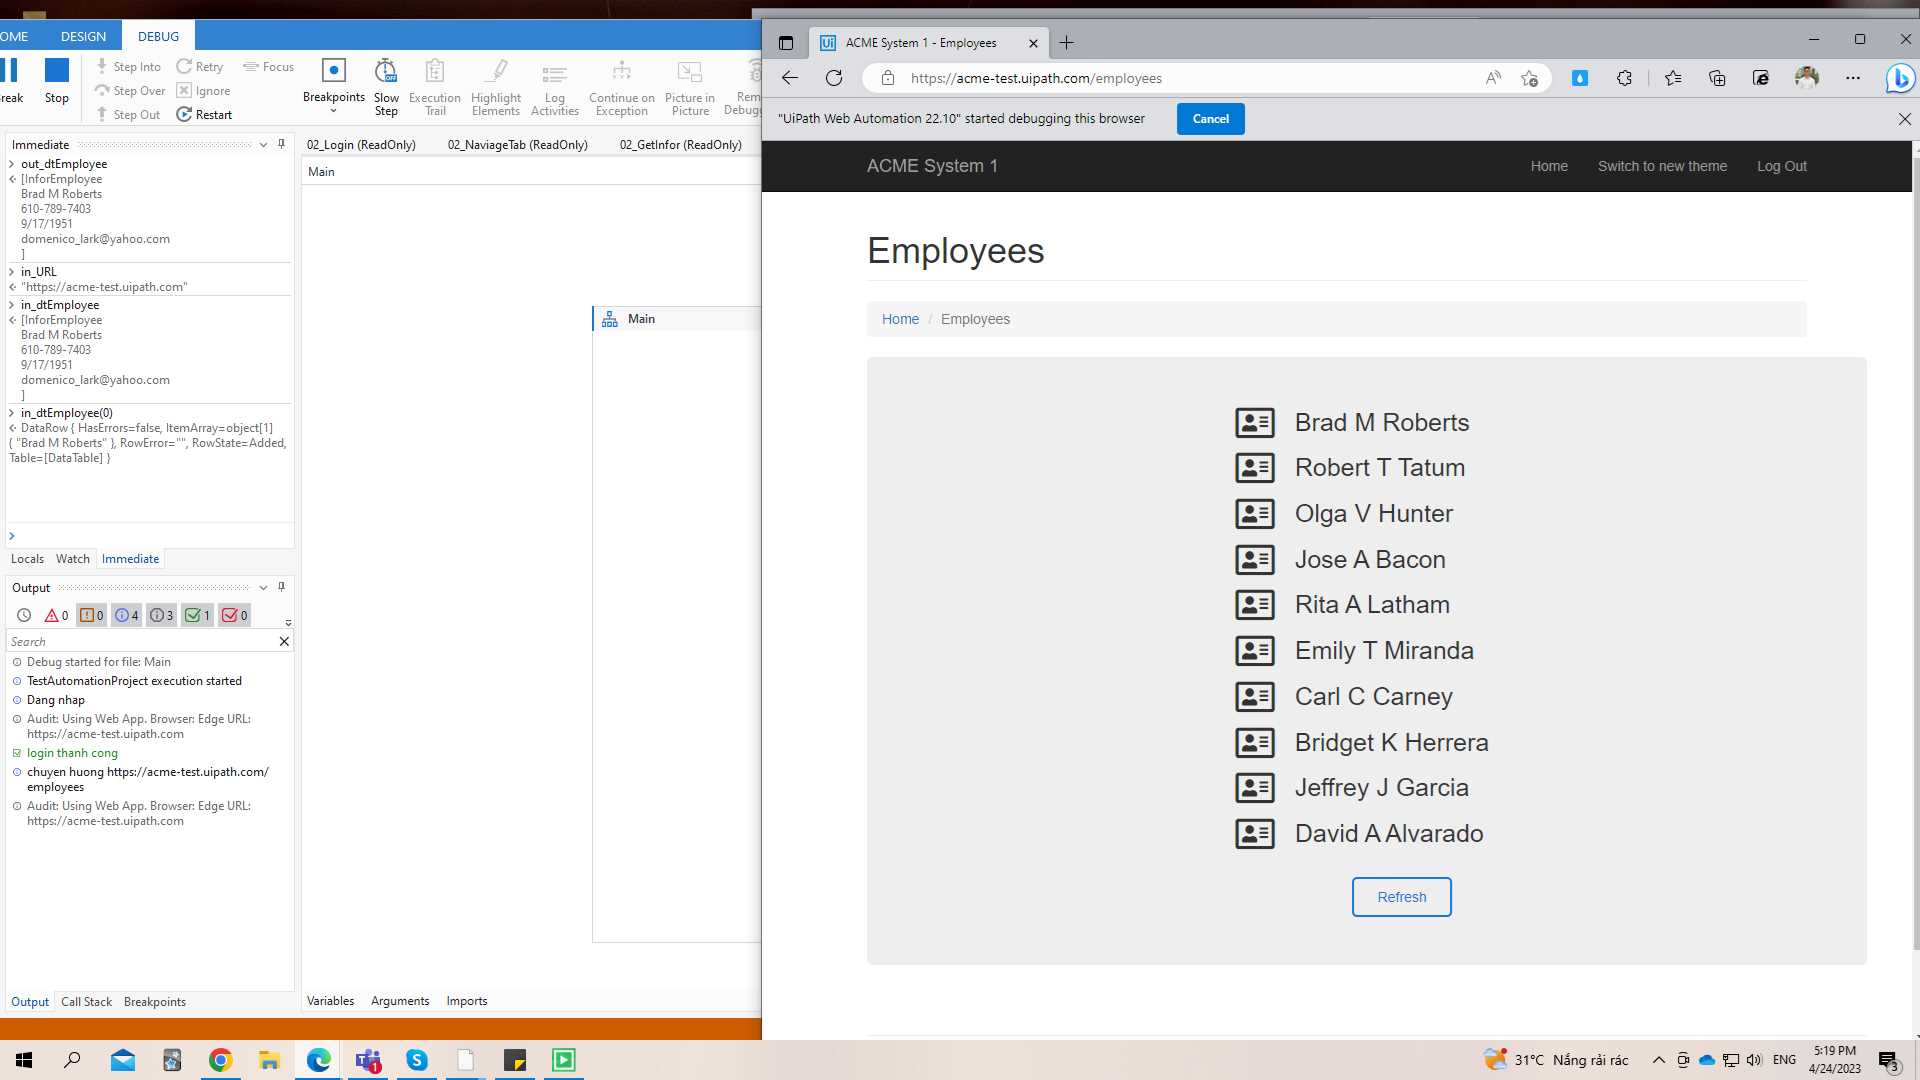 OME
DESIGN
DEBUG
reak
Stop
Step Into
Step Over
Step Out
Retry
Ignore
Restart
Focus
Breakpoints
Slow
Step
OFF
Execution
Trail
Highlight
Elements
Log
Activities
Continue on
Exception
Picture in
Picture
Rem
Debugg
Immediate
out_dtEmployee
[InforEmployee
Brad M Roberts
610-789-7403
9/17/1951
domenico_lark@yahoo.com
]
in_URL
"https://acme-test.uipath.com"
in_dtEmployee
[InforEmployee
Brad M Roberts
610-789-7403
9/17/1951
domenico_lark@yahoo.com
]
in_dtEmployee(0)
DataRow { HasErrors=false, ItemArray=object[1]
{ "Brad M Roberts" }, RowError="", RowState=Added,
Table=[DataTable] }
Locals
Watch
Immediate
Output
0
0
4
3
1
0
Search
Debug started for file: Main
TestAutomationProject execution started
Dang nhap
Audit: Using Web App. Browser: Edge URL:
https://acme-test.uipath.com
login thanh cong
chuyen huong https://acme-test.uipath.com/
employees
Audit: Using Web App. Browser: Edge URL:
https://acme-test.uipath.com
Output
Call Stack
Breakpoints
02_Login (ReadOnly)
02_NaviageTab (ReadOnly)
02_GetInfor (ReadOnly)
Main
Main
Variables
Arguments
Imports
Ui
ACME System 1 - Employees
https://acme-test.uipath.com/employees
"UiPath Web Automation 22.10" started debugging this browser
Cancel
ACME System 1
Home
Switch to new theme
Log Out
Employees
Home / Employees
Brad M Roberts
Robert T Tatum
Olga V Hunter
Jose A Bacon
Rita A Latham
Emily T Miranda
Carl C Carney
Bridget K Herrera
Jeffrey J Garcia
David A Alvarado
Refresh
1
31°C Nắng rải rác
ENG
5:19 PM
4/24/2023
3